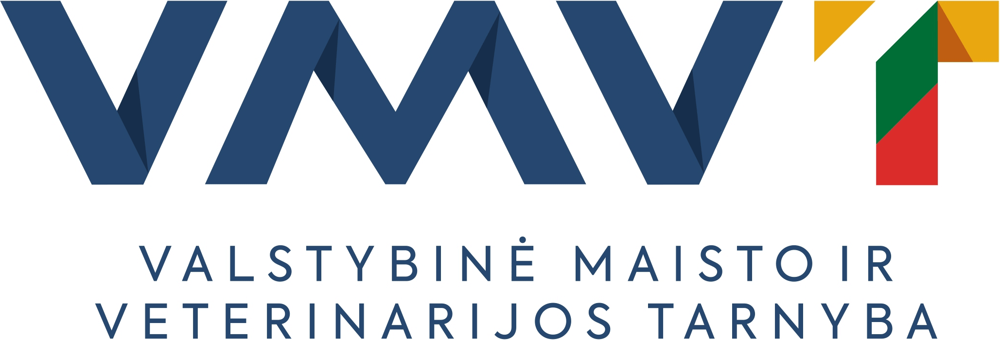 VMVT
VALSTYBINĖ MAISTO IR
VETERINARIJOS TARNYBA